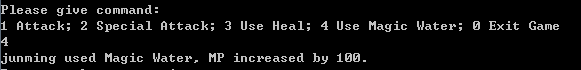 Please give command:
1 Attack; 2 Special Attack; 3 Use Heal; 4 Use Magic Water; 0 Exit Game
4
junming used Magic Water, MP increased by 100.